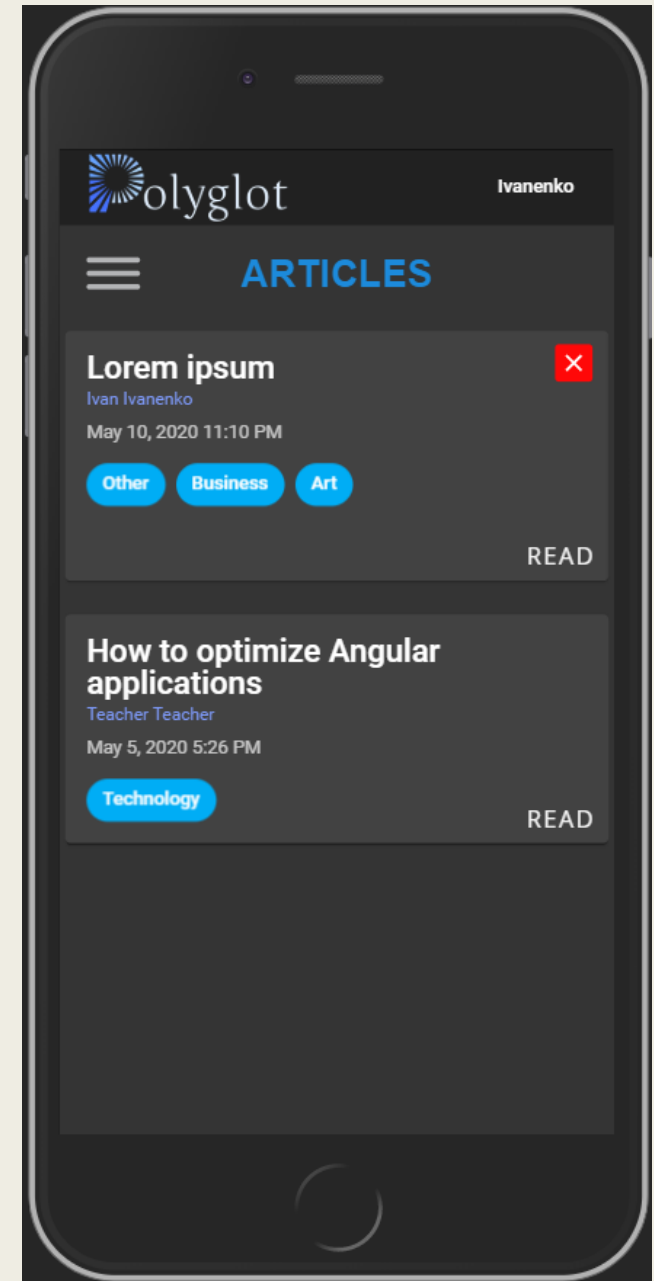 Polyglot
Ivanenko
ARTICLES
Lorem ipsum
Ivan Ivanenko
May 10, 2020 11:10 PM
Other Business Art
READ
How to optimize Angular
applications
Teacher Teacher
May 5, 2020 5:26 PM
Technology
READ